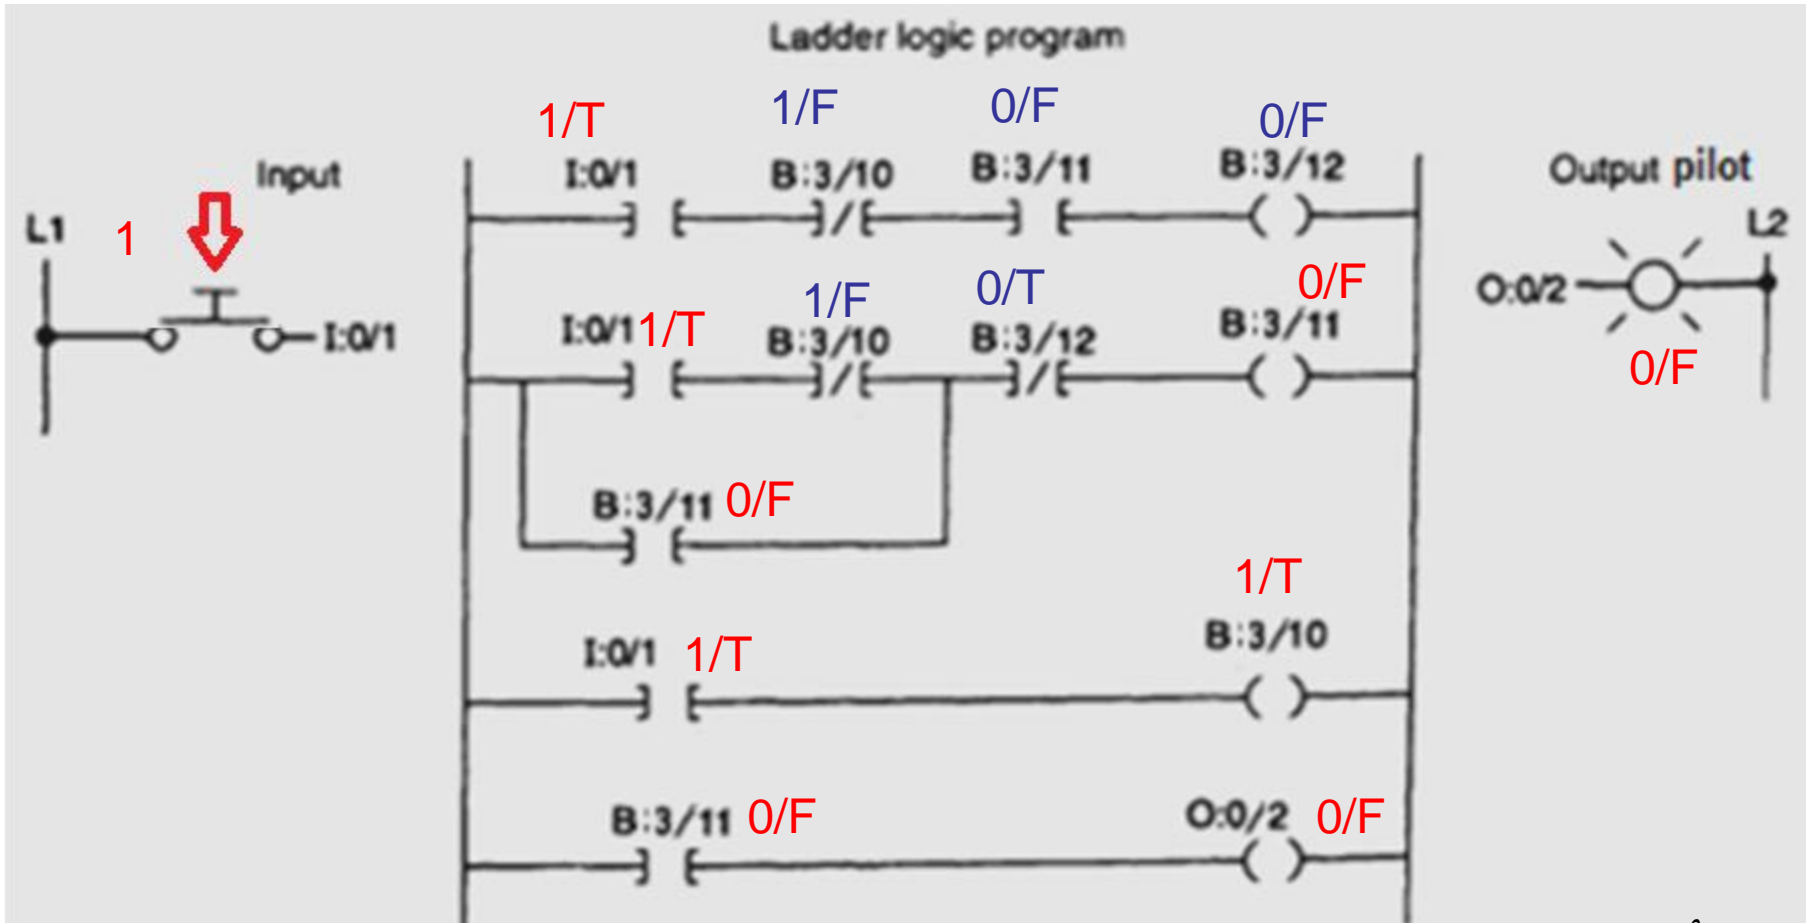 Ladder logic program
1/T 1/F 0/F 0/F
Input I:0/1 B:3/10 B:3/11 B:3/12 Output pilot
L1 1 L2
1/F 0/T 0/F O:0/2
I:0/1 I:0/1 1/T B:3/10 B:3/12 B:3/11
0/F
B:3/11 0/F
1/T
I:0/1 1/T B:3/10
B:3/11 0/F O:0/2 0/F